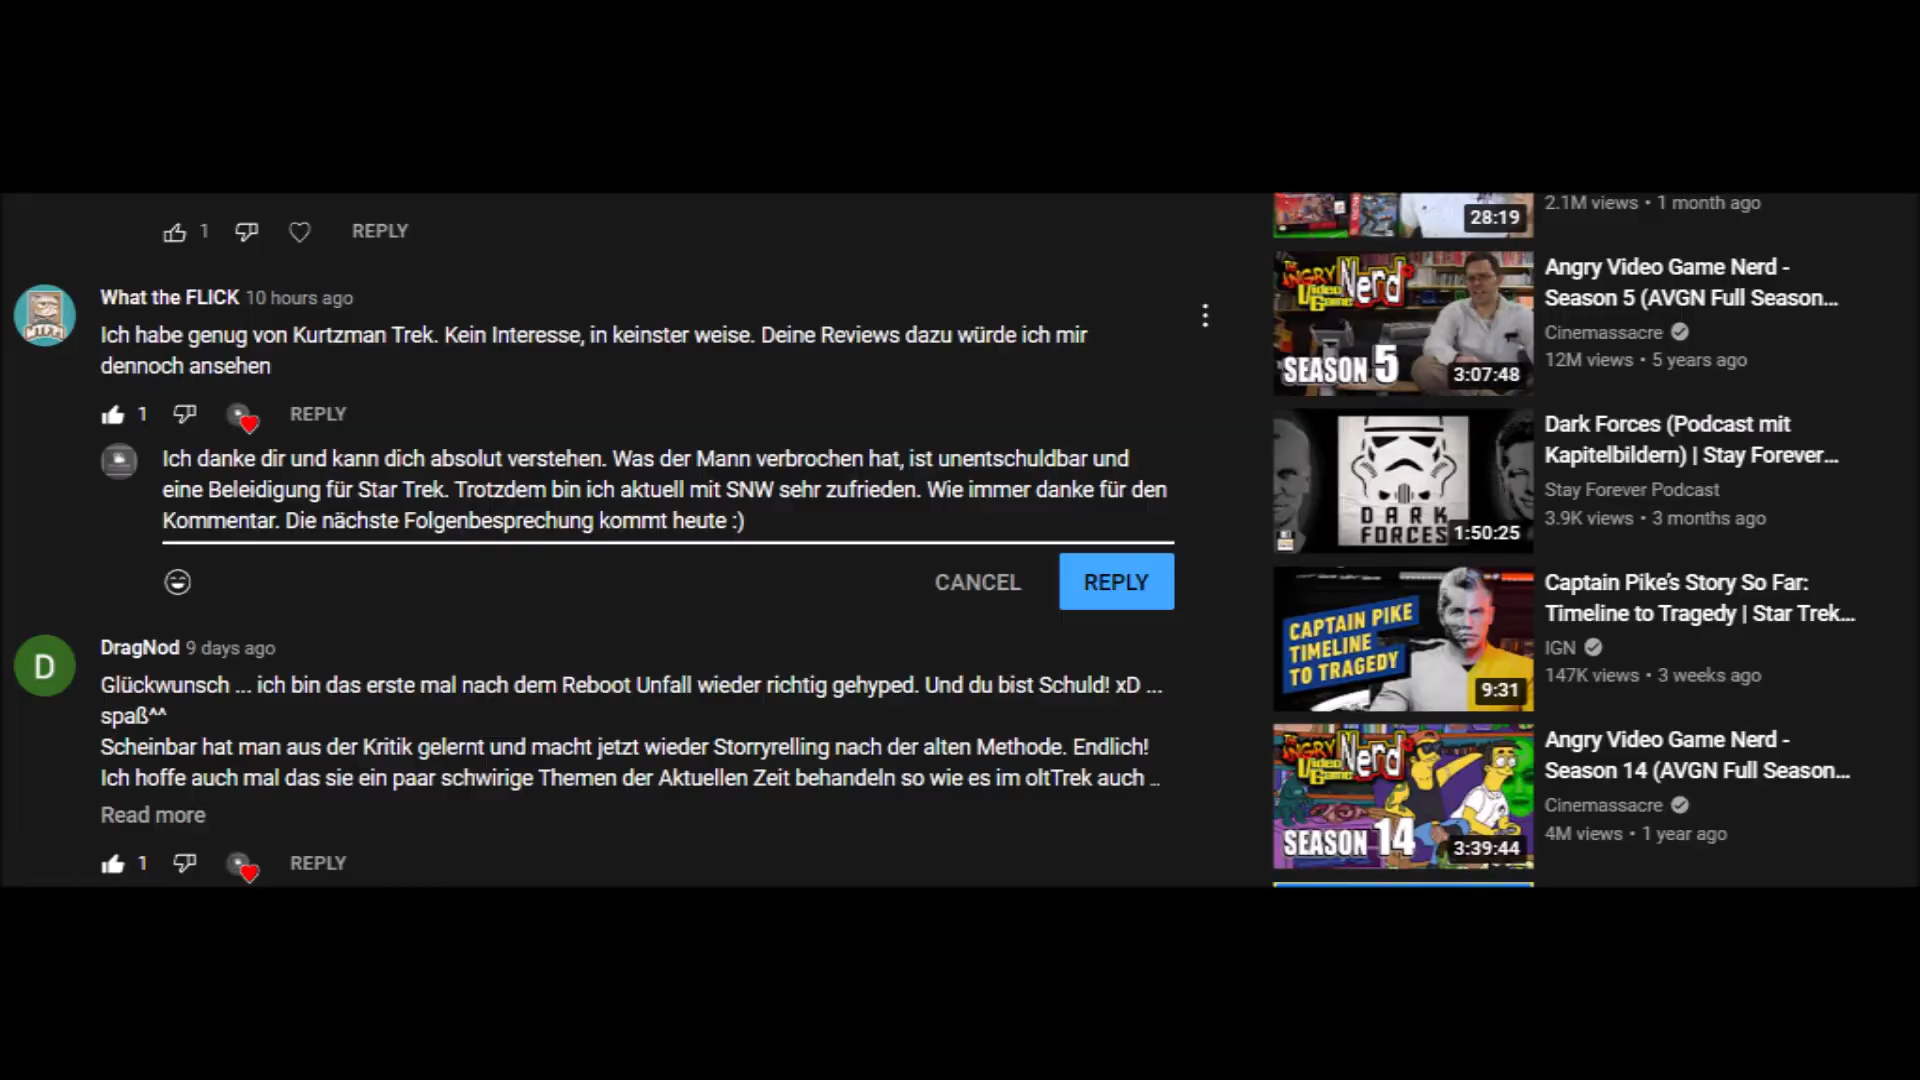 1 REPLY
What the FLICK 10 hours ago
Ich habe genug von Kurtzman Trek. Kein Interesse, in keinster weise. Deine Reviews dazu würde ich mir
dennoch ansehen
1 REPLY
Ich danke dir und kann dich absolut verstehen. Was der Mann verbrochen hat, ist unentschuldbar und
eine Beleidigung für Star Trek. Trotzdem bin ich aktuell mit SNW sehr zufrieden. Wie immer danke für den
Kommentar. Die nächste Folgenbesprechung kommt heute :)
CANCEL REPLY
D
DragNod 9 days ago
Glückwunsch ... ich bin das erste mal nach dem Reboot Unfall wieder richtig gehyped. Und du bist Schuld! xD ...
spaß^^
Scheinbar hat man aus der Kritik gelernt und macht jetzt wieder Storryrelling nach der alten Methode. Endlich!
Ich hoffe auch mal das sie ein paar schwirige Themen der Aktuellen Zeit behandeln so wie es im oltTrek auch ..
Read more
1 REPLY
28:19
2.1M views • 1 month ago
THE ANGRY Video Game Nerd
SEASON 5
3:07:48
Angry Video Game Nerd -
Season 5 (AVGN Full Season...
Cinemassacre
12M views • 5 years ago
DARK
FORCES
1:50:25
Dark Forces (Podcast mit
Kapitelbildern) | Stay Forever...
Stay Forever Podcast
3.9K views • 3 months ago
CAPTAIN PIKE
TIMELINE
TO TRAGEDY
9:31
Captain Pike's Story So Far:
Timeline to Tragedy | Star Trek...
IGN
147K views • 3 weeks ago
THE ANGRY Video Game Nerd
SEASON 14
3:39:44
Angry Video Game Nerd -
Season 14 (AVGN Full Season...
Cinemassacre
4M views • 1 year ago